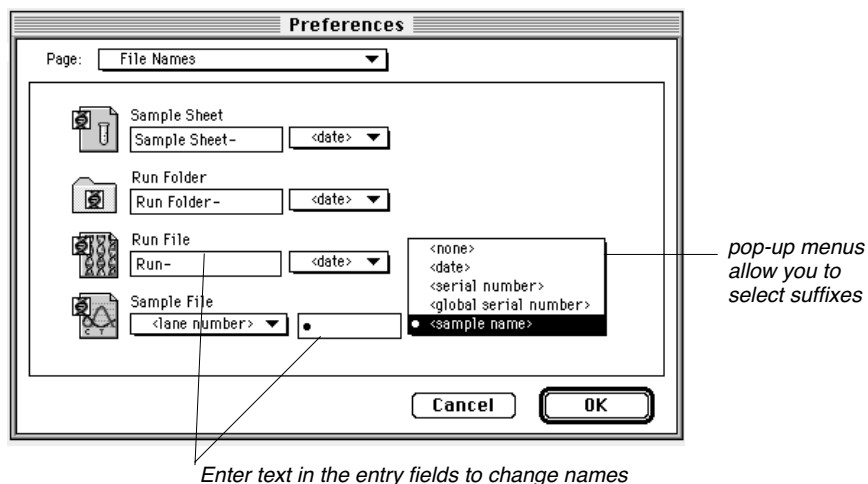 Preferences
Page: File Names
Sample Sheet
Sample Sheet- <date>
Run Folder
Run Folder- <date>
Run File
Run- <date>
Sample File
<lane number> •
<none>
<date>
<serial number>
<global serial number>
<sample name>
C T
Cancel OK
pop-up menus
allow you to
select suffixes
Enter text in the entry fields to change names